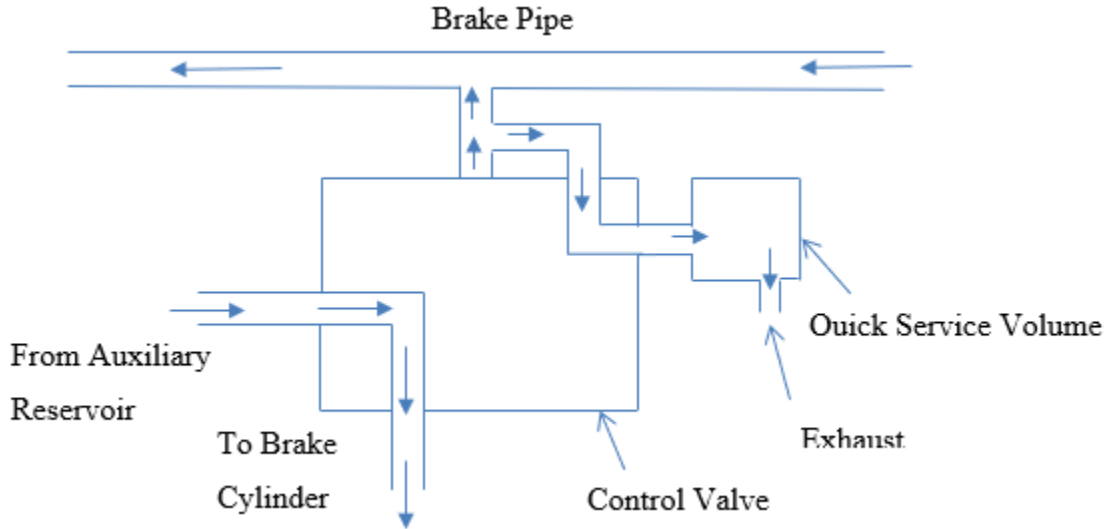 Brake Pipe
Ouick Service Volume
From Auxiliary
Reservoir
Exhaust
To Brake
Cylinder
Control Valve